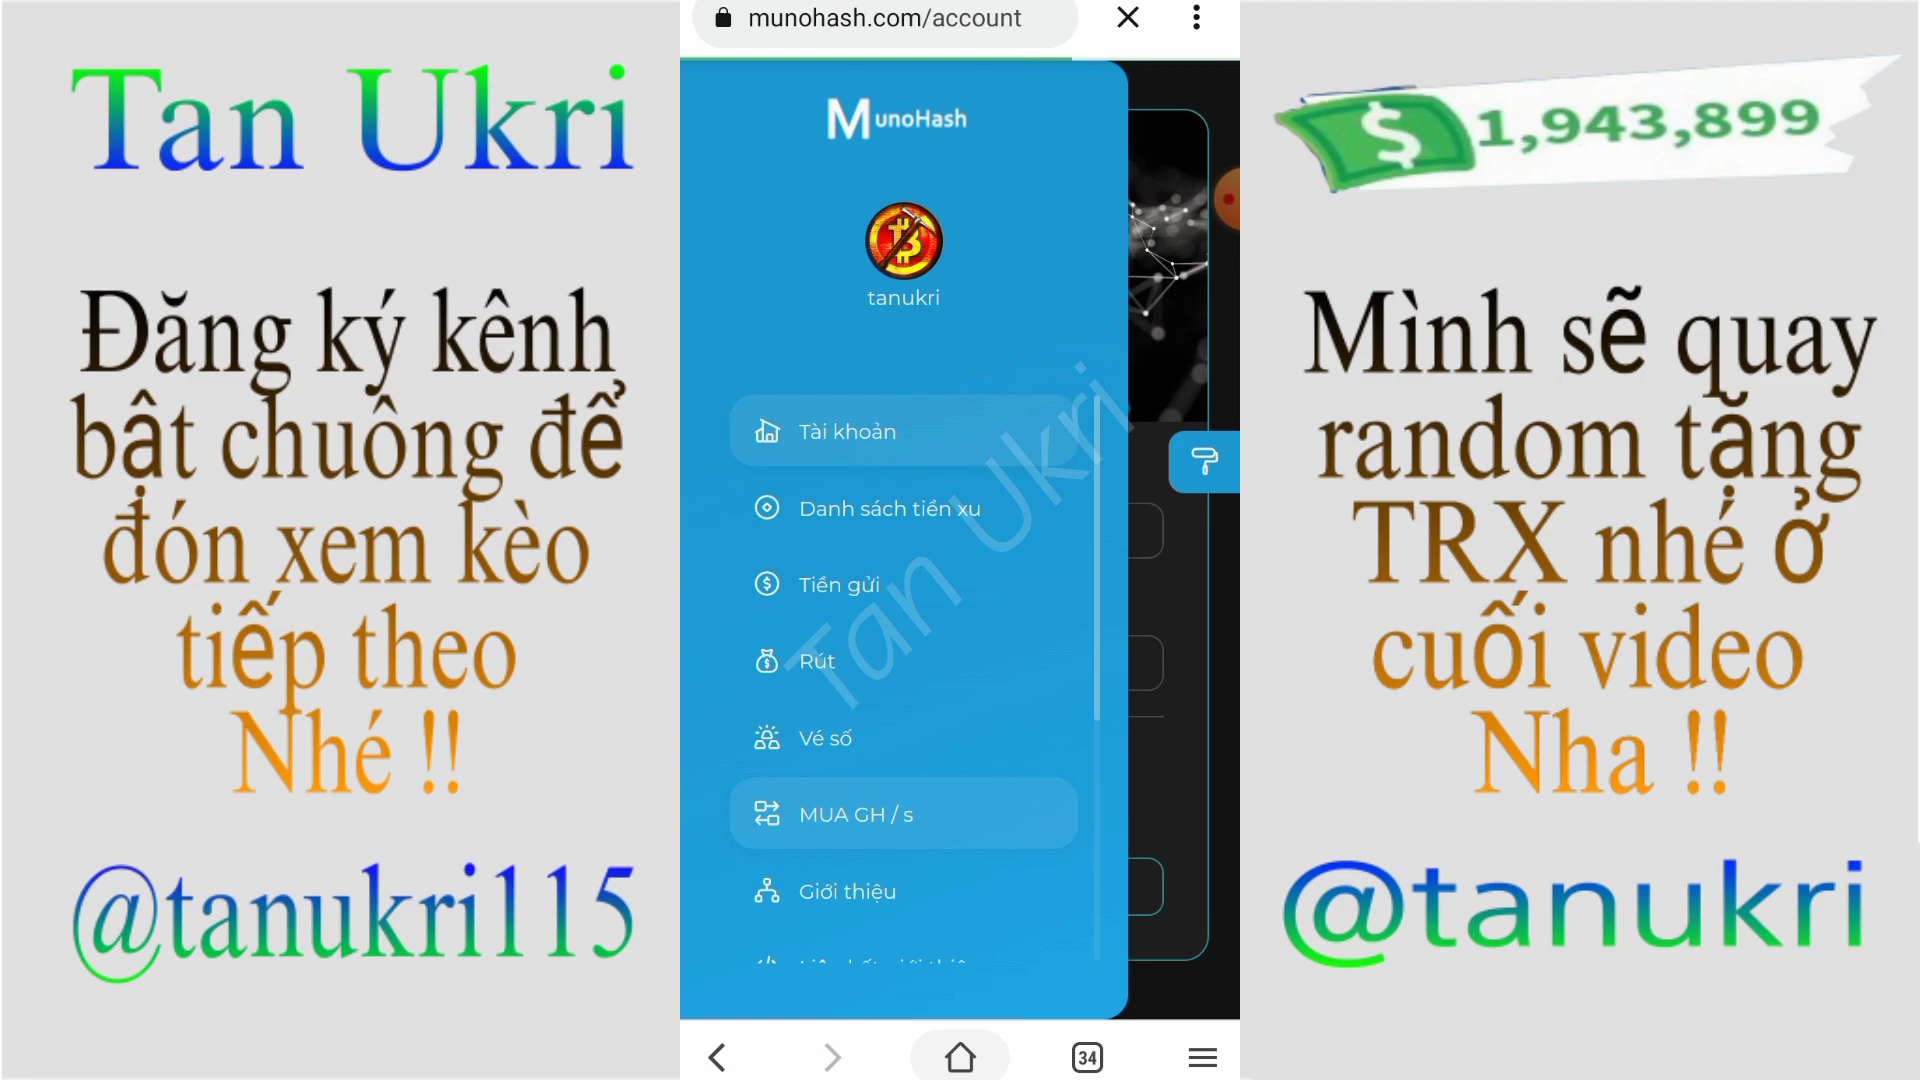 Tan Ukri
Đăng ký kênh
bật chuông để
đón xem kèo
tiếp theo
Nhé !!
@tanukri115
munohash.com/account
MunoHash
tanukri
Tài khoản
Danh sách tiền xu
Tiền gửi
Rút
Vé số
MUA GH / s
Giới thiệu
Tan Ukri
34
$ 1,943,899
Mình sẽ quay
random tặng
TRX nhé ở
cuối video
Nha !!
@tanukri